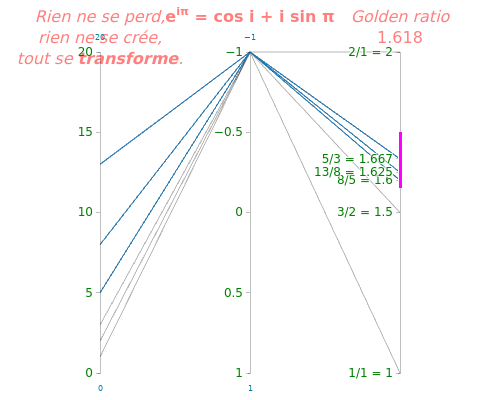 Rien ne se perd,
rien ne se crée,
tout se transforme.
e^iπ = cos i + i sin π
Golden ratio
1.618
20
−1
20
15
10
5
0
0
−1
−0.5
0
0.5
1
1
2/1 = 2
5/3 = 1.667
13/8 = 1.625
8/5 = 1.6
3/2 = 1.5
1/1 = 1